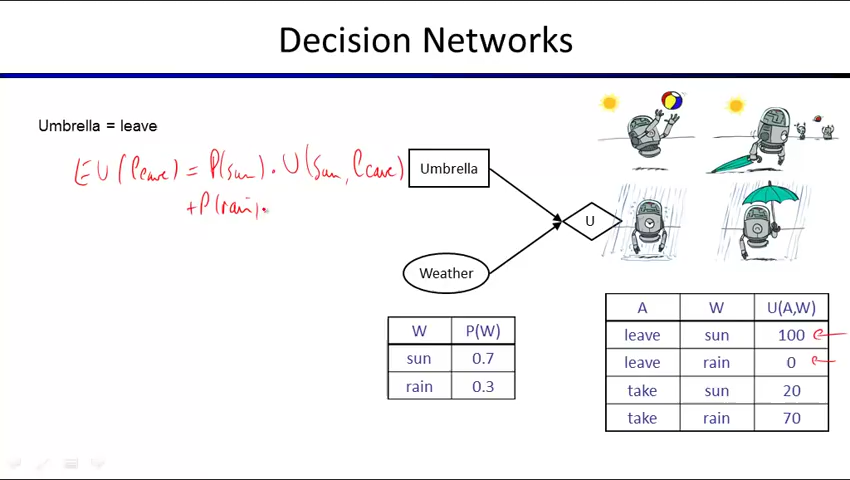 Decision Networks
Umbrella = leave
EU(leave) = P(sun) · U(sun, leave)
+P(rain) ·
Umbrella
U
Weather
W P(W)
sun 0.7
rain 0.3
A W U(A,W)
leave sun 100
leave rain 0
take sun 20
take rain 70